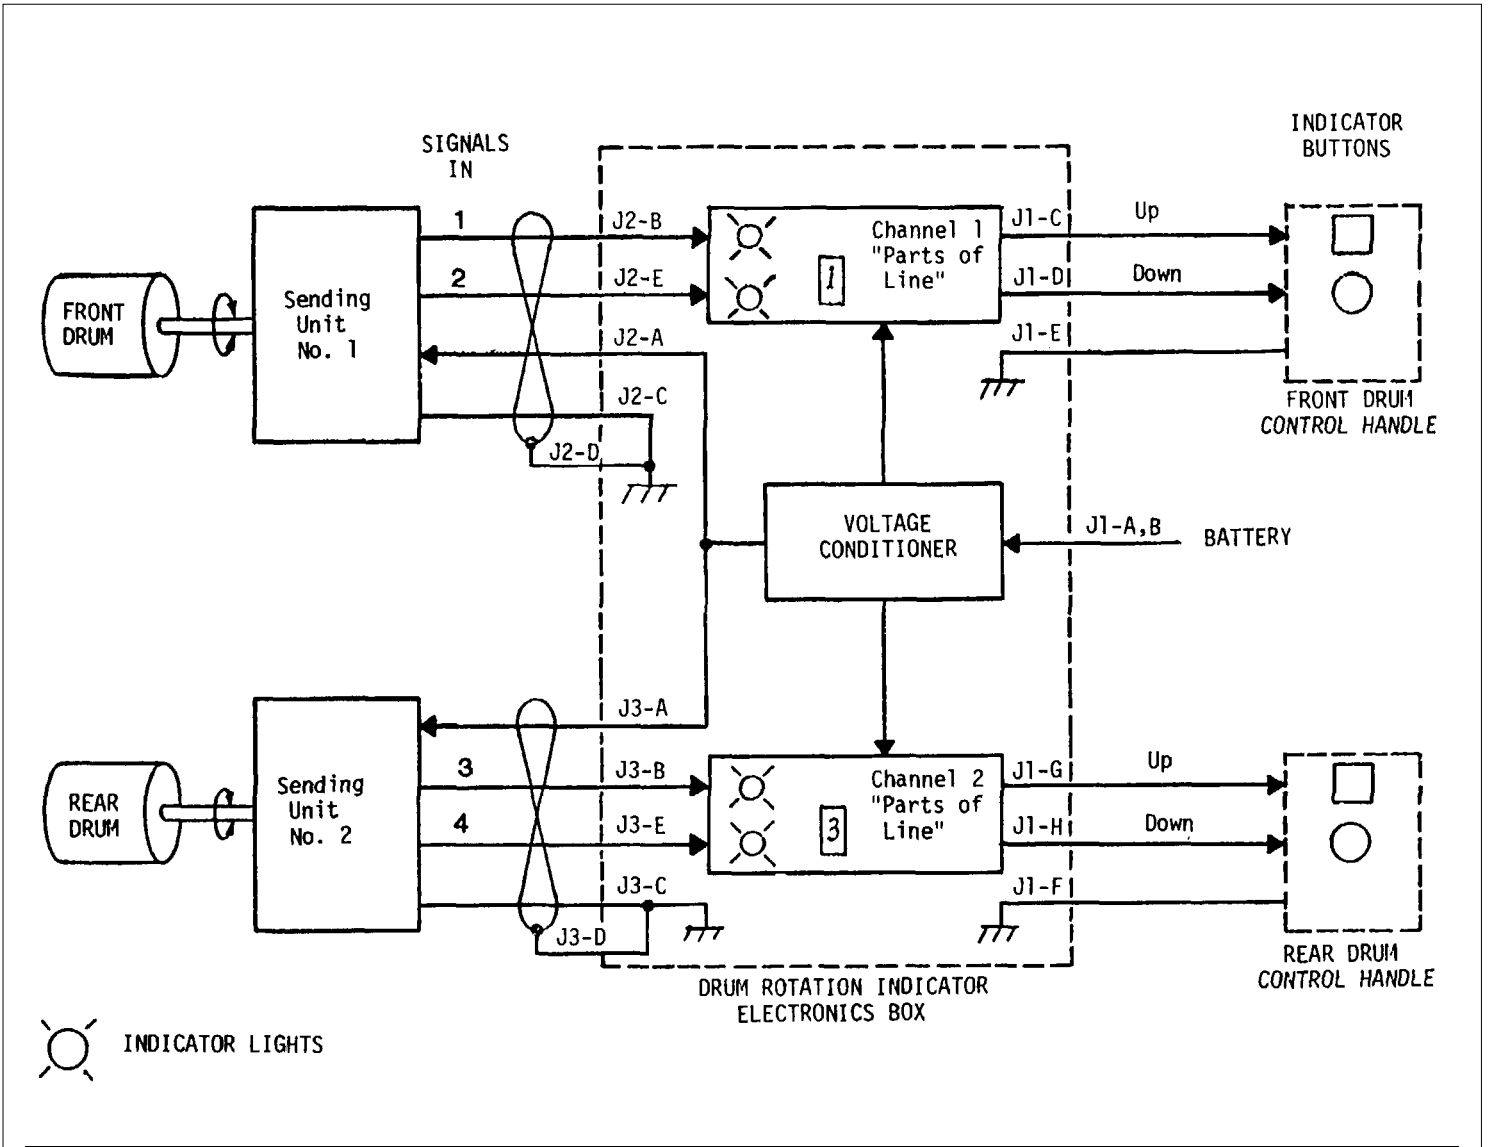 SIGNALS
IN
INDICATOR
BUTTONS
1
J2-B
Channel 1
"Parts of
Line"
1
J1-C
Up
2
J2-E
J1-D
Down
FRONT
DRUM
Sending
Unit
No. 1
J2-A
J1-E
J2-C
J2-D
FRONT DRUM
CONTROL HANDLE
VOLTAGE
CONDITIONER
J1-A,B
BATTERY
J3-A
REAR
DRUM
Sending
Unit
No. 2
3
J3-B
Channel 2
"Parts of
Line"
3
J1-G
Up
4
J3-E
J1-H
Down
J3-C
J3-D
J1-F
REAR DRUM
CONTROL HANDLE
DRUM ROTATION INDICATOR
ELECTRONICS BOX
INDICATOR LIGHTS